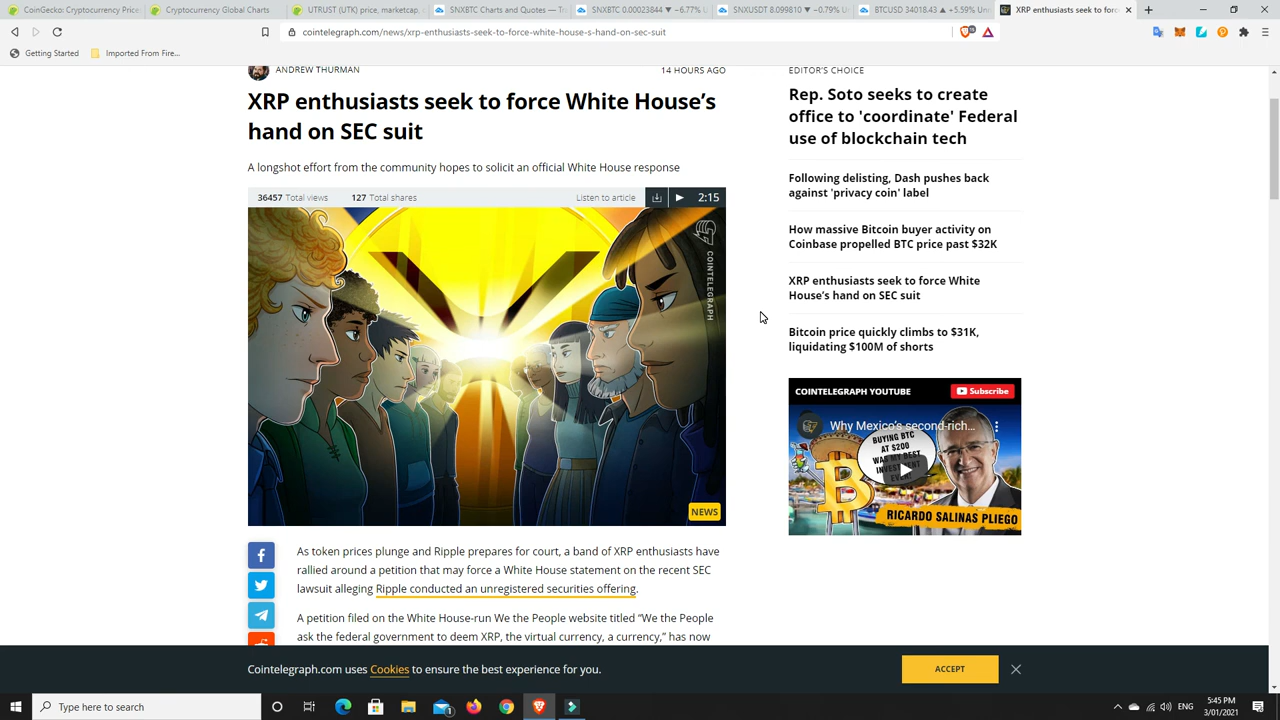 CoinGecko: Cryptocurrency Price
Cryptocurrency Global Charts
UTRUST (UTK) price, marketcap,
SNXBTC Charts and Quotes — Tr
SNXBTC 0.00023844 ▼ −6.77% U
SNXUSDT 8.099810 ▼ −0.79% U
BTCUSD 34018.43 ▲ +5.59% Un
XRP enthusiasts seek to force
cointelegraph.com/news/xrp-enthusiasts-seek-to-force-white-house-s-hand-on-sec-suit
Getting Started
Imported From Fire...
ANDREW THURMAN
14 HOURS AGO
XRP enthusiasts seek to force White House’s
hand on SEC suit
A longshot effort from the community hopes to solicit an official White House response
36457 Total views
127 Total shares
Listen to article
2:15
COINTELEGRAPH
NEWS
As token prices plunge and Ripple prepares for court, a band of XRP enthusiasts have
rallied around a petition that may force a White House statement on the recent SEC
lawsuit alleging Ripple conducted an unregistered securities offering.
A petition filed on the White House-run We the People website titled “We the People
ask the federal government to deem XRP, the virtual currency, a currency,” has now
EDITOR'S CHOICE
Rep. Soto seeks to create
office to 'coordinate' Federal
use of blockchain tech
Following delisting, Dash pushes back
against 'privacy coin' label
How massive Bitcoin buyer activity on
Coinbase propelled BTC price past $32K
XRP enthusiasts seek to force White
House’s hand on SEC suit
Bitcoin price quickly climbs to $31K,
liquidating $100M of shorts
COINTELEGRAPH YOUTUBE
Subscribe
Why Mexico's second-rich...
BUYING BTC
AT $200
WAS MY BEST
INVESTMENT
EVER!
RICARDO SALINAS PLIEGO
Cointelegraph.com uses Cookies to ensure the best experience for you.
ACCEPT
Type here to search
ENG
5:45 PM
3/01/2021